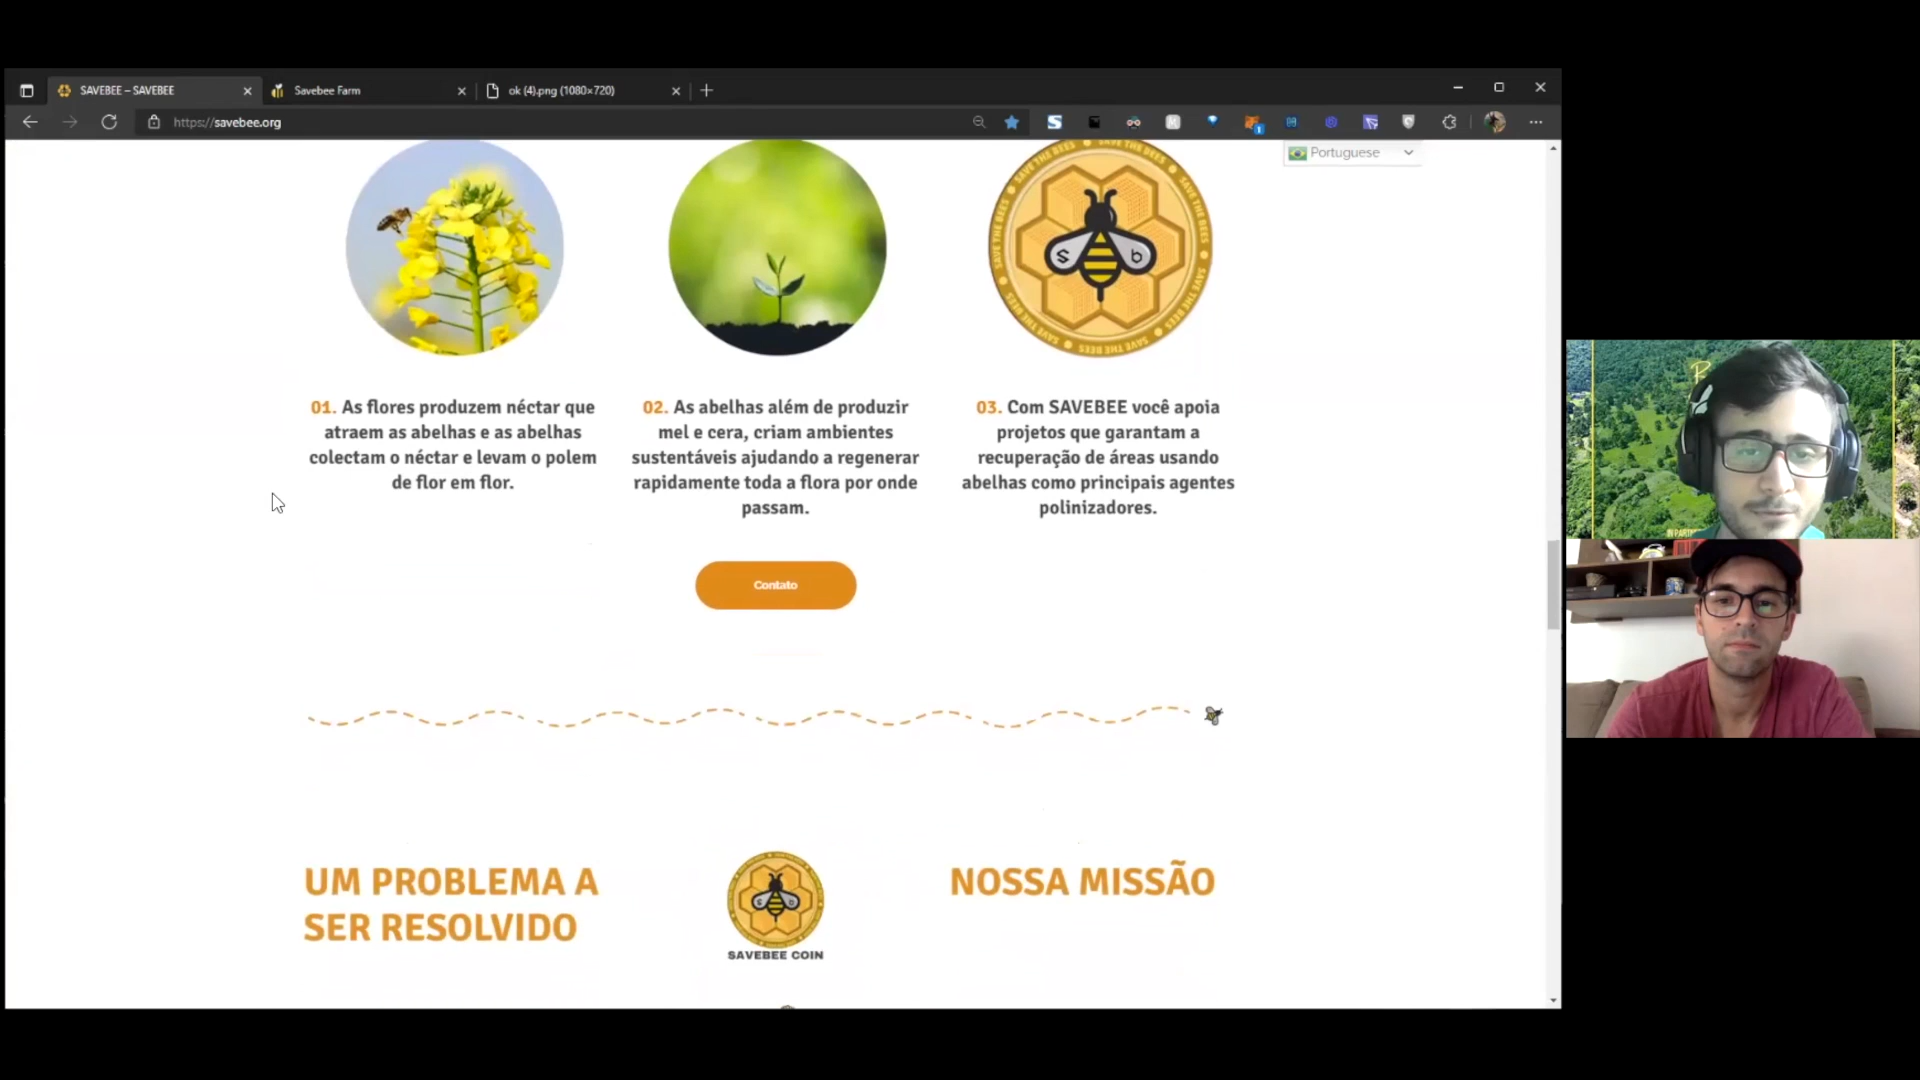 SAVEBEE – SAVEBEE
Savebee Farm
ok (4).png (1080×720)
https://savebee.org
Portuguese
SAVE THE BEES
S b
01. As flores produzem néctar que
atraem as abelhas e as abelhas
colectam o néctar e levam o polem
de flor em flor.
02. As abelhas além de produzir
mel e cera, criam ambientes
sustentáveis ajudando a regenerar
rapidamente toda a flora por onde
passam.
03. Com SAVEBEE você apoia
projetos que garantam a
recuperação de áreas usando
abelhas como principais agentes
polinizadores.
Contato
UM PROBLEMA A
SER RESOLVIDO
SAVEBEE COIN
NOSSA MISSÃO